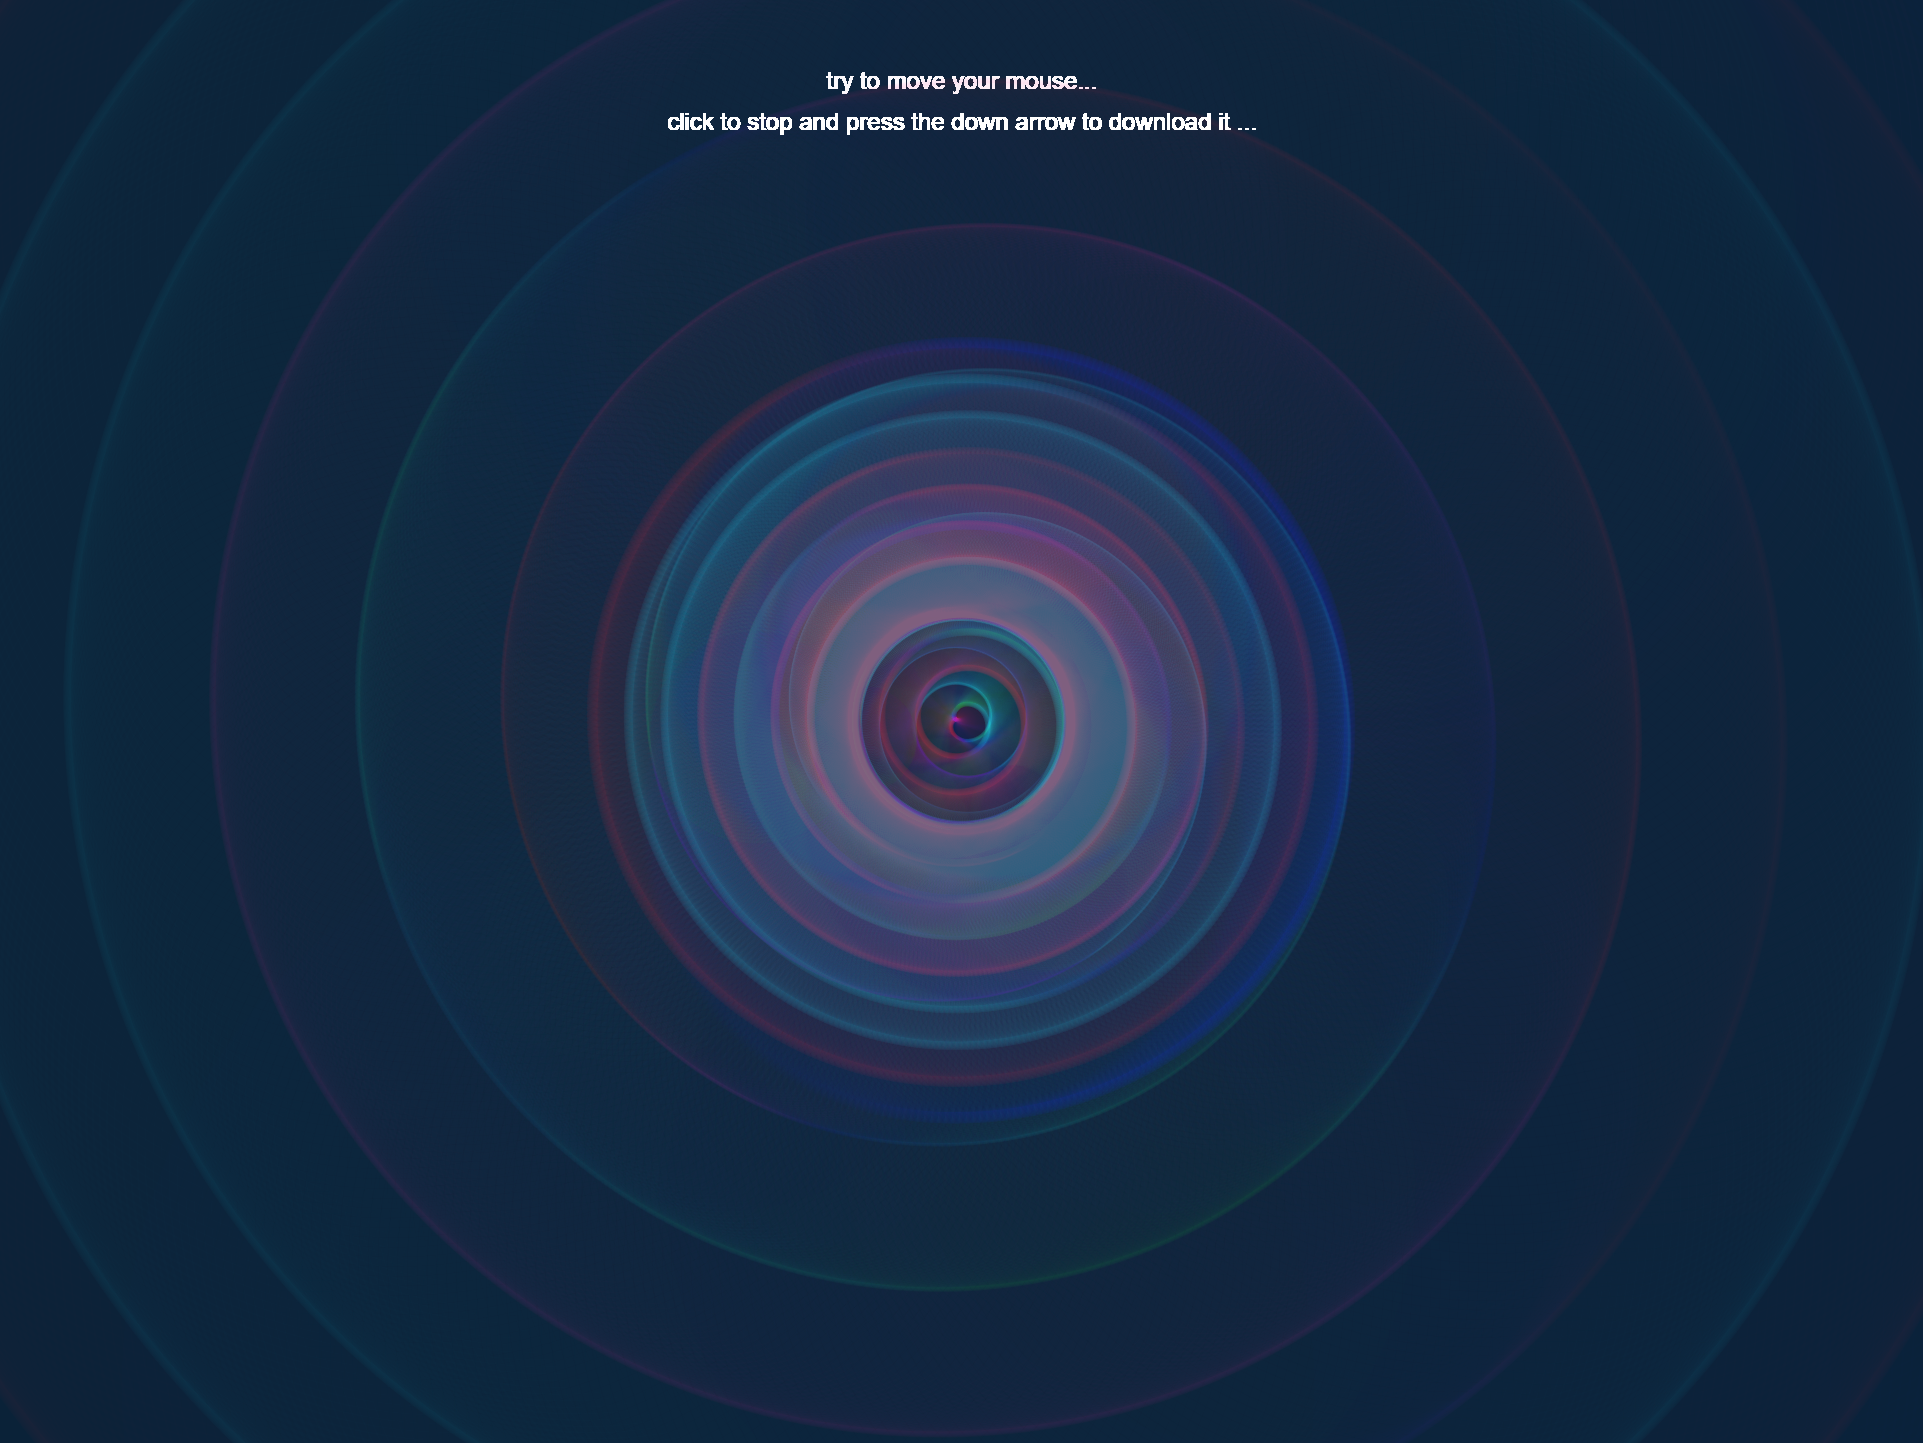 try to move your mouse...
click to stop and press the down arrow to download it ...